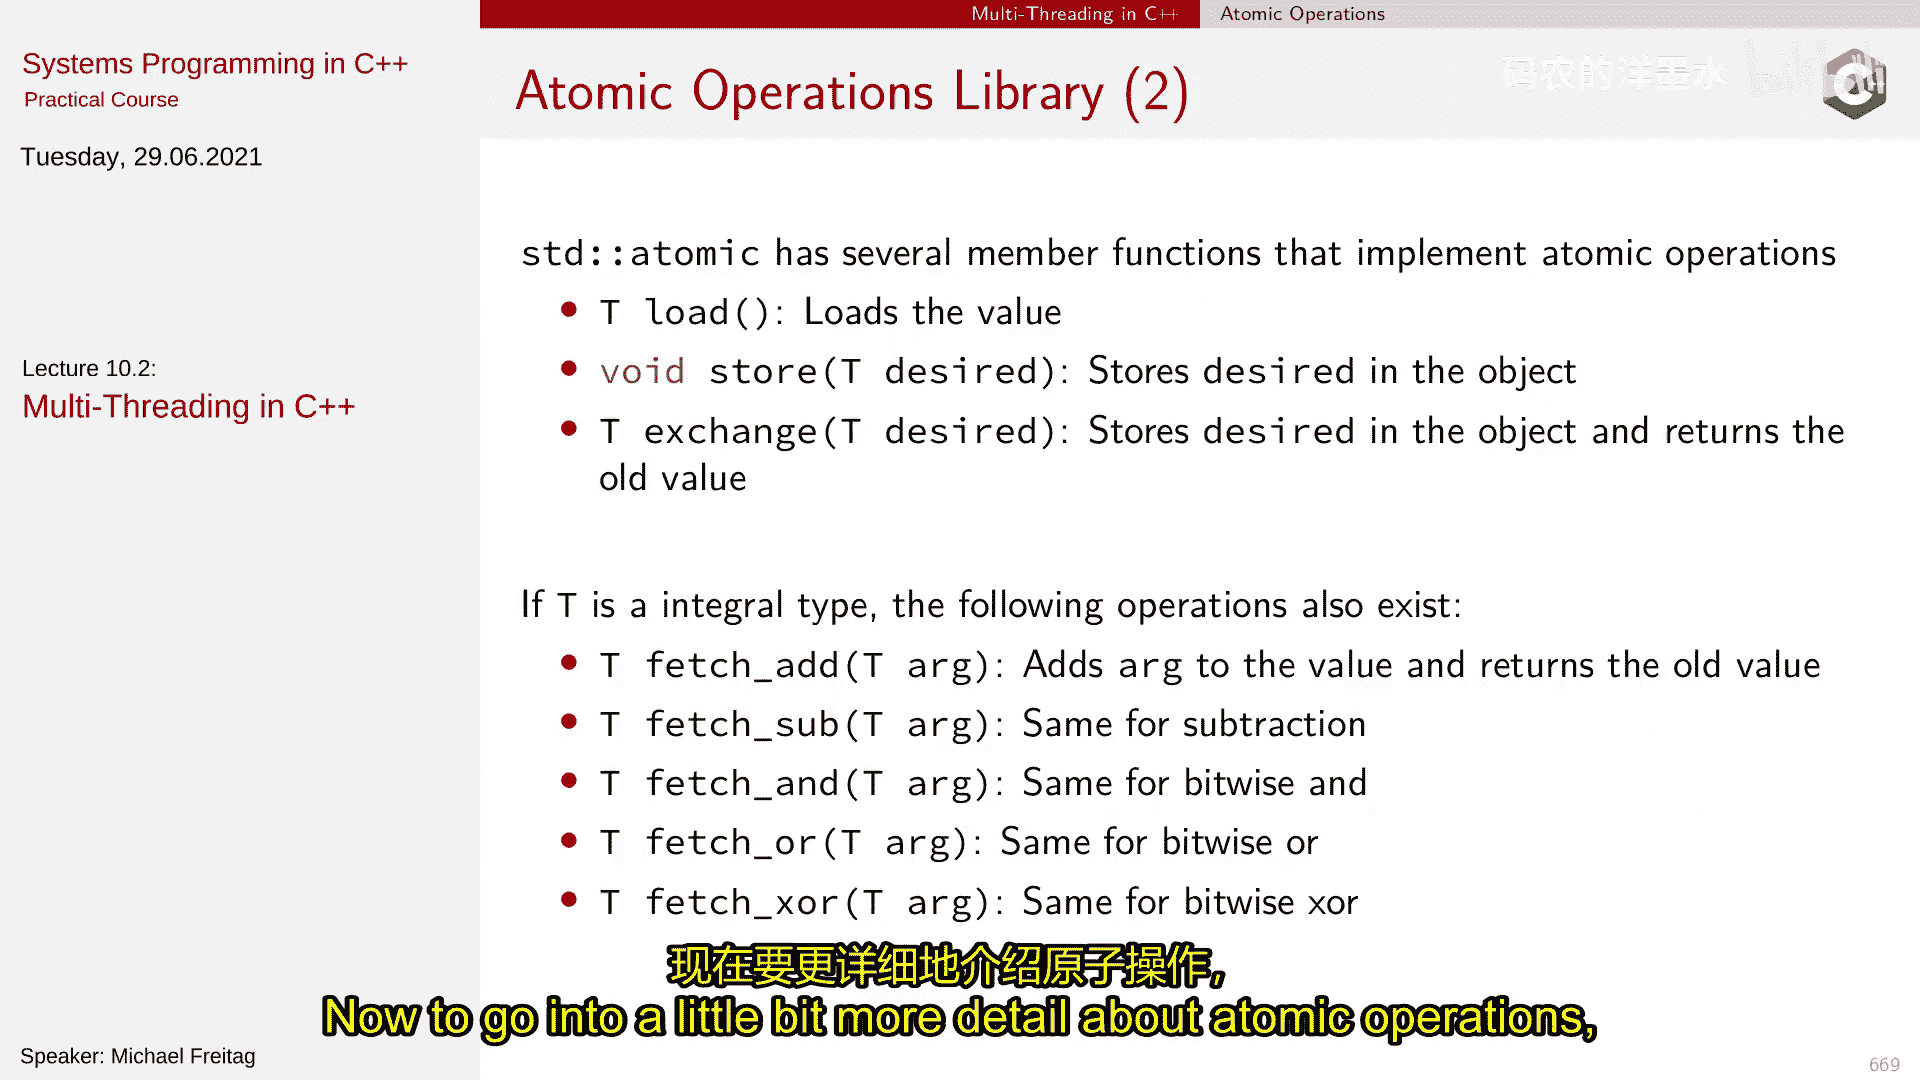 Multi-Threading in C++ Atomic Operations
Systems Programming in C++
Practical Course
Tuesday, 29.06.2021
Lecture 10.2:
Multi-Threading in C++
Atomic Operations Library (2)
码农的洋墨水
std::atomic has several member functions that implement atomic operations
• T load(): Loads the value
• void store(T desired): Stores desired in the object
• T exchange(T desired): Stores desired in the object and returns the
old value
If T is a integral type, the following operations also exist:
• T fetch_add(T arg): Adds arg to the value and returns the old value
• T fetch_sub(T arg): Same for subtraction
• T fetch_and(T arg): Same for bitwise and
• T fetch_or(T arg): Same for bitwise or
• T fetch_xor(T arg): Same for bitwise xor
现在要更详细地介绍原子操作,
Now to go into a little bit more detail about atomic operations,
Speaker: Michael Freitag
669